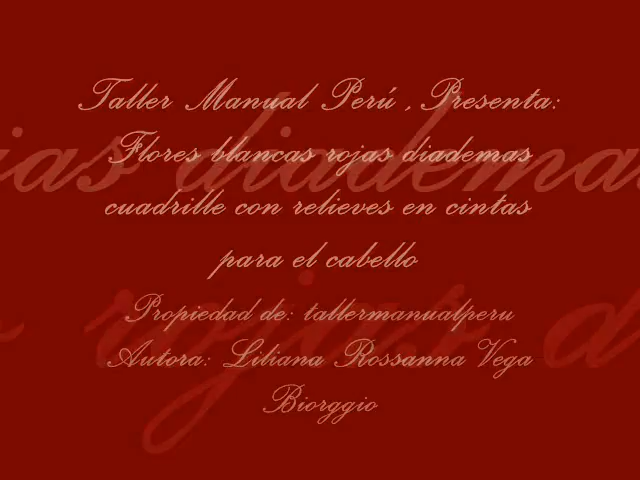 Taller Manual Perú , Presenta:
Flores blancas rojas diademas
cuadrille con relieves en cintas
para el cabello
Propiedad de: tallermanualperu
Autora: Liliana Rossanna Vega
Biorggio